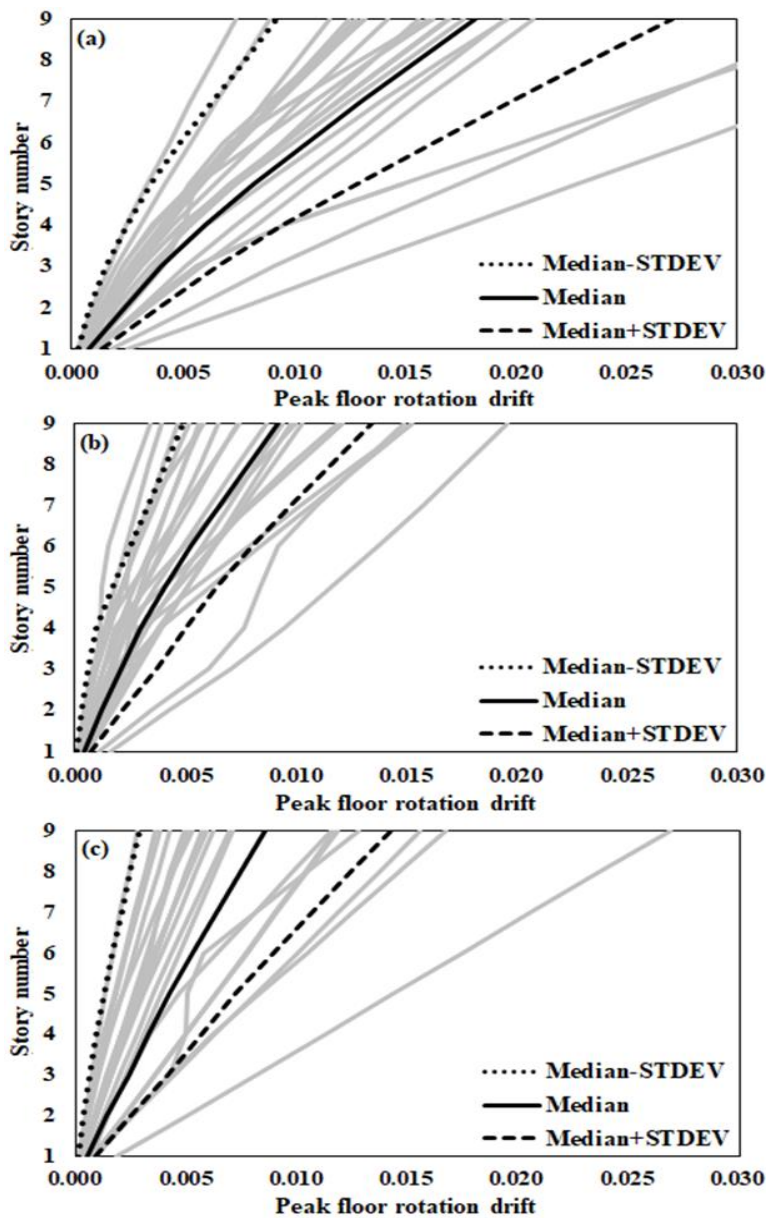 (a)
9
8
7
6
5
4
3
2
1
Story number
Median-STDEV
Median
Median+STDEV
0.000 0.005 0.010 0.015 0.020 0.025 0.030
Peak floor rotation drift
(b)
9
8
7
6
5
4
3
2
1
Story number
Median-STDEV
Median
Median+STDEV
0.000 0.005 0.010 0.015 0.020 0.025 0.030
Peak floor rotation drift
(c)
9
8
7
6
5
4
3
2
1
Story number
Median-STDEV
Median
Median+STDEV
0.000 0.005 0.010 0.015 0.020 0.025 0.030
Peak floor rotation drift